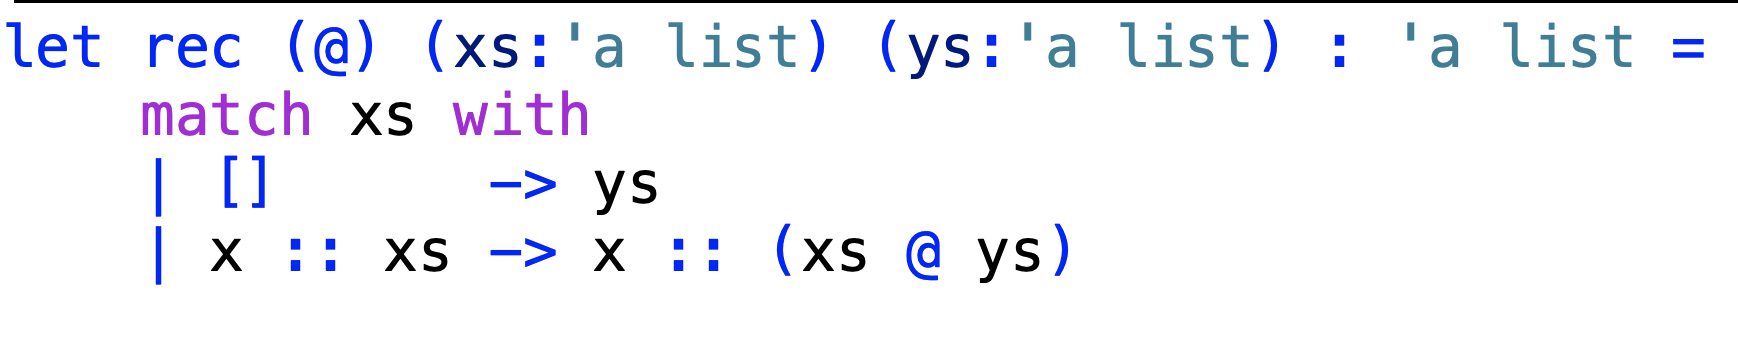 let rec (@) (xs:'a list) (ys:'a list) : 'a list =
    match xs with
    | []      -> ys
    | x :: xs -> x :: (xs @ ys)